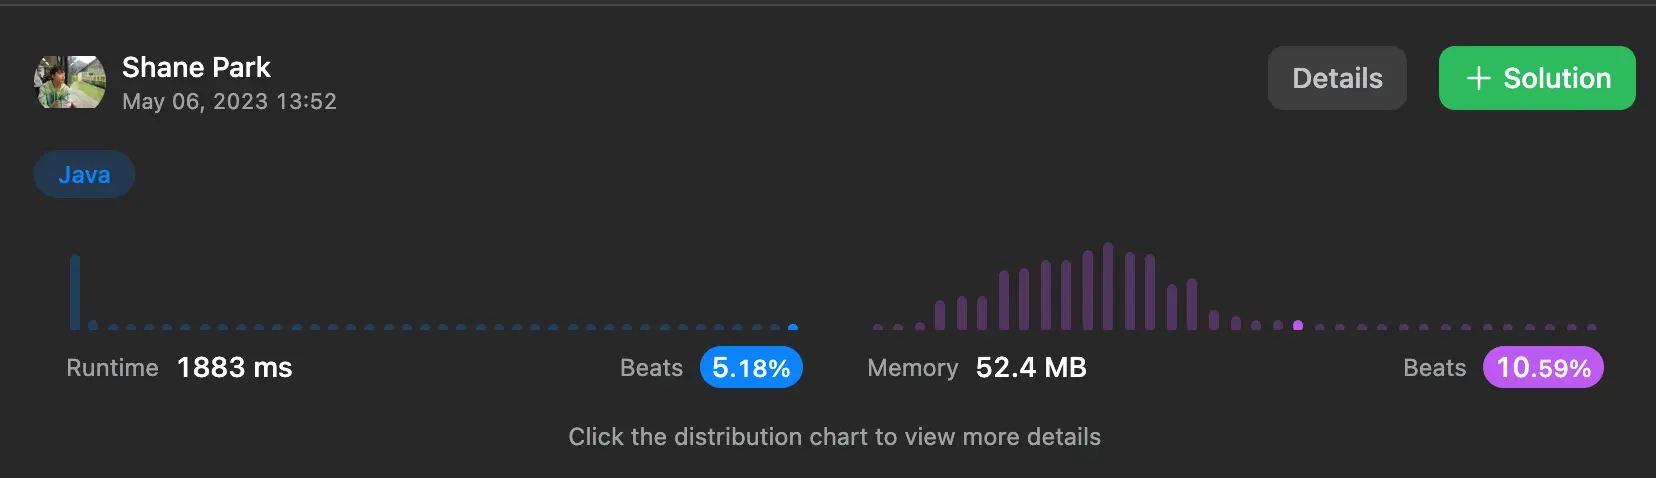 Shane Park
May 06, 2023 13:52
Details
+ Solution
Java
Runtime 1883 ms Beats 5.18%
Memory 52.4 MB Beats 10.59%
Click the distribution chart to view more details